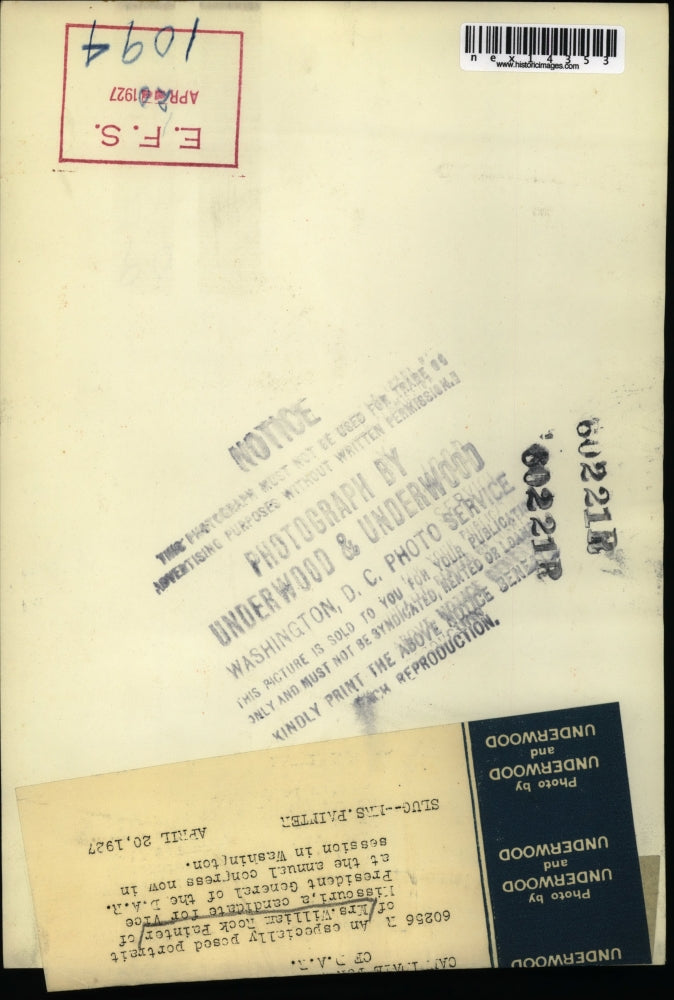 nex14353
www.historicimages.com
1094
APR 1927
E.F.S.
NOTICE
THIS PHOTOGRAPH MUST NOT BE USED FOR TRADE OR
ADVERTISING PURPOSES WITHOUT WRITTEN PERMISSION.
PHOTOGRAPH BY
UNDERWOOD & UNDERWOOD
WASHINGTON, D. C. PHOTO SERVICE
THIS PICTURE IS SOLD TO YOU FOR YOUR PUBLICATION
ONLY AND MUST NOT BE SYNDICATED, RENTED OR LOANED
KINDLY PRINT THE ABOVE NOTICE
REPRODUCTION.
60221R
60221R
UNDERWOOD
Photo by
UNDERWOOD
and
UNDERWOOD
Photo by
UNDERWOOD
and
UNDERWOOD
OF D.A.R.
60256 R An especially posed portrait
of Mrs.William Rock Painter of
Missouri,a candidate for Vice
President General of the D.A.R.
at the annual congress now in
session in Washington.
SLUG--MRS.PAINTER APRIL 20,1927